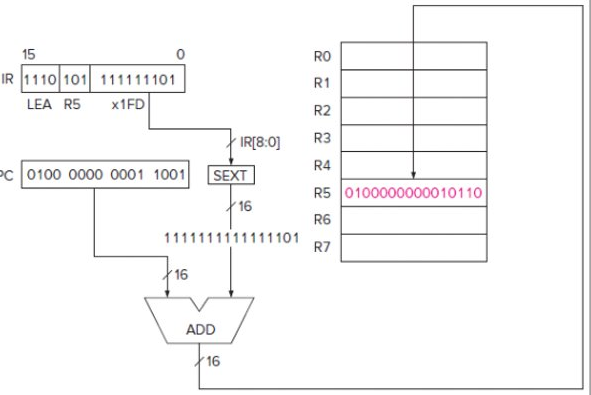 15 0
IR 1110 101 111111101
LEA R5 x1FD
IR[8:0]
PC 0100 0000 0001 1001
SEXT
16
1111111111111101
16
ADD
16
R0
R1
R2
R3
R4
R5 0100000000010110
R6
R7